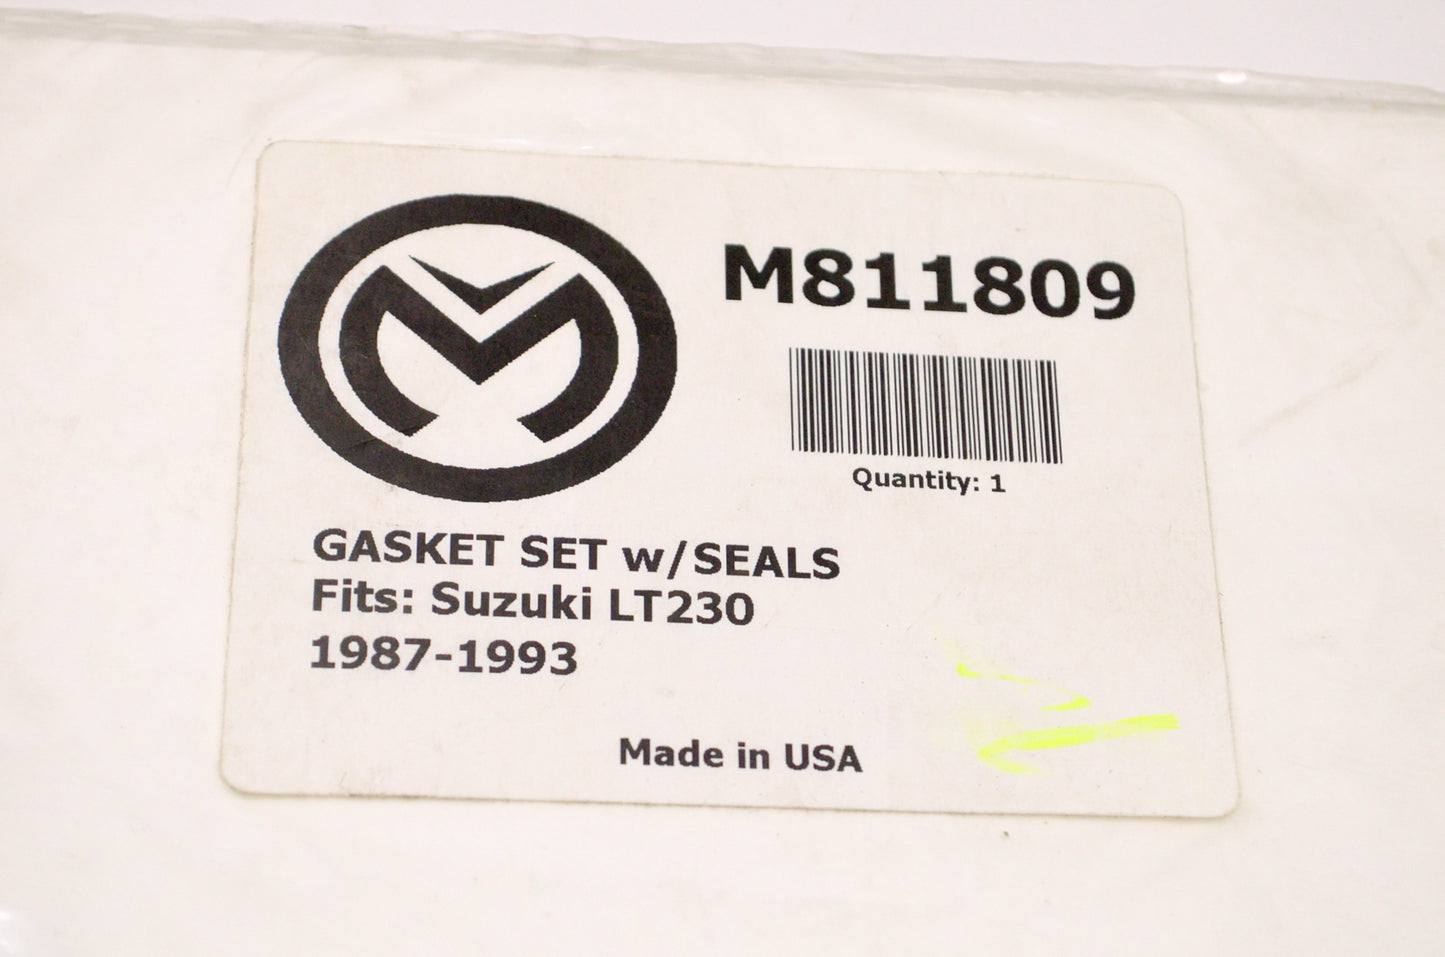 M811809
Quantity: 1
GASKET SET w/SEALS
Fits: Suzuki LT230
1987-1993
Made in USA